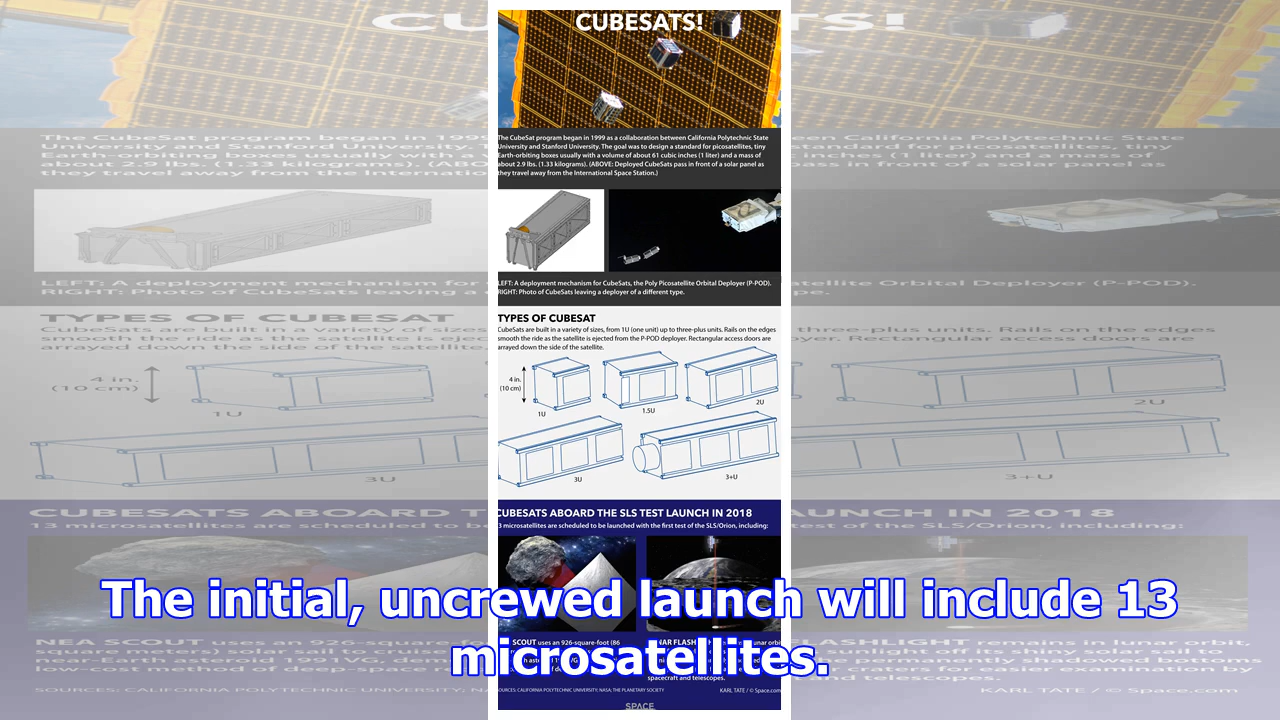 CUBESATS!
The CubeSat program began in 1999 as a collaboration between California Polytechnic State
University and Stanford University. The goal was to design a standard for picosatellites, tiny
Earth-orbiting boxes usually with a volume of about 61 cubic inches (1 liter) and a mass of
about 2.9 lbs. (1.33 kilograms). (ABOVE: Deployed CubeSats pass in front of a solar panel as
they travel away from the International Space Station.)
LEFT: A deployment mechanism for CubeSats, the Poly Picosatellite Orbital Deployer (P-POD).
RIGHT: Photo of CubeSats leaving a deployer of a different type.
TYPES OF CUBESAT
CubeSats are built in a variety of sizes, from 1U (one unit) up to three-plus units. Rails on the edges
smooth the ride as the satellite is ejected from the P-POD deployer. Rectangular access doors are
arrayed down the side of the satellite.
4 in.
(10 cm)
1U
1.5U
2U
3U
3+U
CUBESATS ABOARD THE SLS TEST LAUNCH IN 2018
3 microsatellites are scheduled to be launched with the first test of the SLS/Orion, including:
The initial, uncrewed launch will include 13
microsatellites.
SCOUT uses an 926-square-foot (86
FLASH
spacecraft and telescopes.
SOURCES: CALIFORNIA POLYTECHNIC UNIVERSITY; NASA; THE PLANETARY SOCIETY
KARL TATE / © Space.com
SPACE